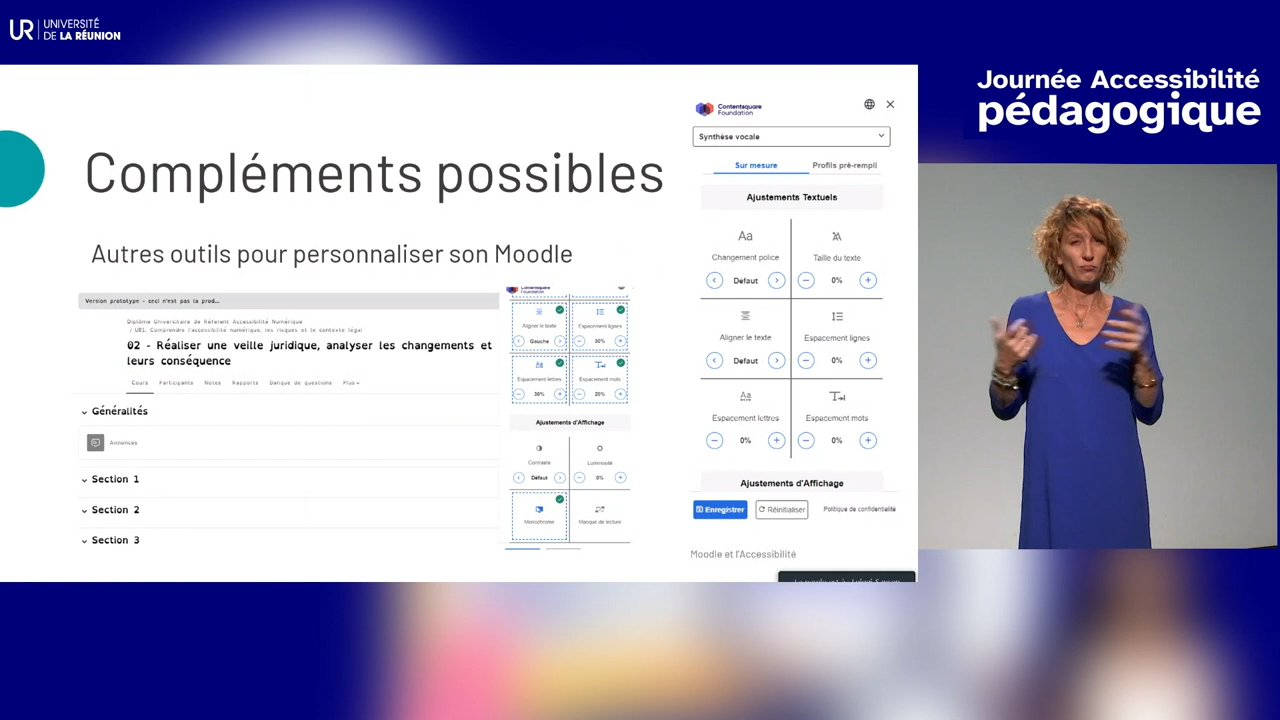 UR UNIVERSITÉ
DE LA RÉUNION
Journée Accessibilité
pédagogique
Compléments possibles
Autres outils pour personnaliser son Moodle
Version prototype - ceci n'est pas la prod...
Diplôme Universitaire de Référent Accessibilité Numérique
/ UE1. Comprendre l'accessibilité numérique, les risques et le contexte légal
02 - Réaliser une veille juridique, analyser les changements et
leurs conséquence
Cours Participants Notes Rapports Banque de questions Plus
Généralités
Annonces
Section 1
Section 2
Section 3
Foundation
Aligner le texte Espacement lignes
Gauche 30%
Espacement lettres Espacement mots
30% 20%
Ajustements d'Affichage
Contraste Luminosité
Défaut 0%
Monochrome Masque de lecture
Contentsquare
Foundation
Synthèse vocale
Sur mesure Profils pré-rempli
Ajustements Textuels
Aa
Changement police Taille du texte
Defaut 0%
Aligner le texte Espacement lignes
Defaut 0%
Espacement lettres Espacement mots
0% 0%
Ajustements d'Affichage
Enregistrer Réinitialiser Politique de confidentialité
Moodle et l'Accessibilité